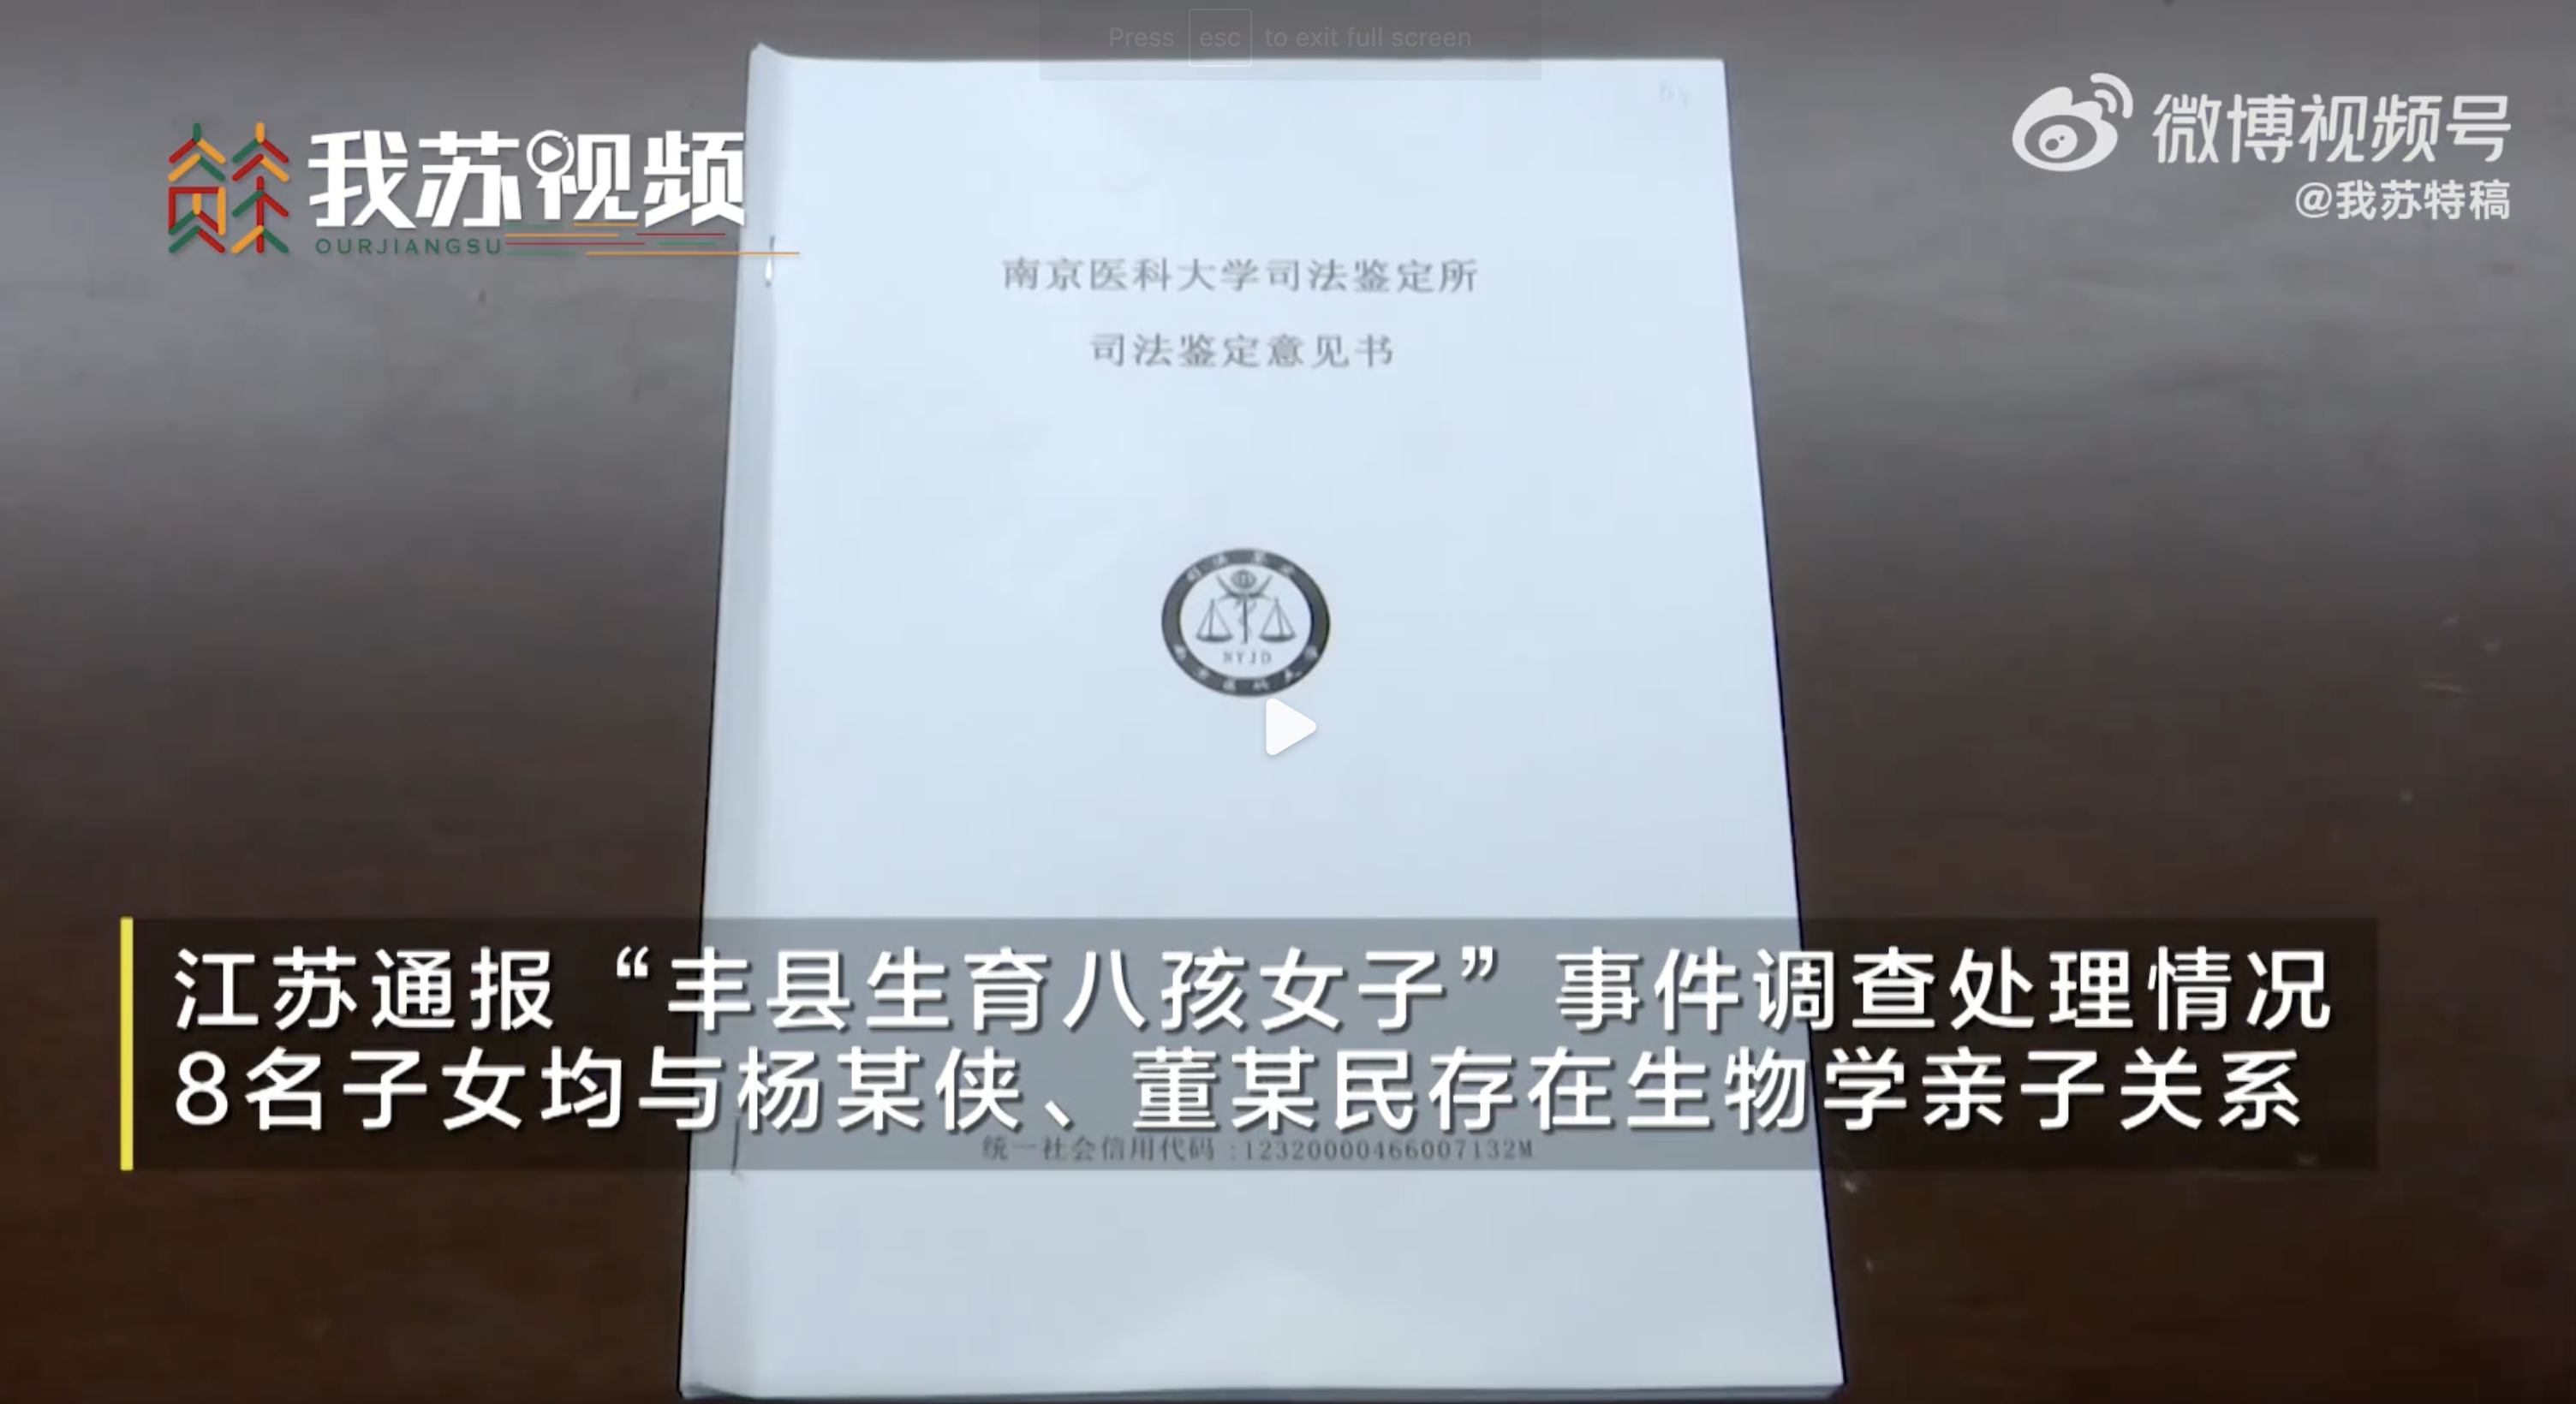 Press esc to exit full screen
我苏视频
OURJIANGSU
微博视频号
@我苏特稿
南京医科大学司法鉴定所
司法鉴定意见书
NYJD
江苏通报“丰县生育八孩女子”事件调查处理情况
8名子女均与杨某侠、董某民存在生物学亲子关系
统一社会信用代码:12320000466007132M